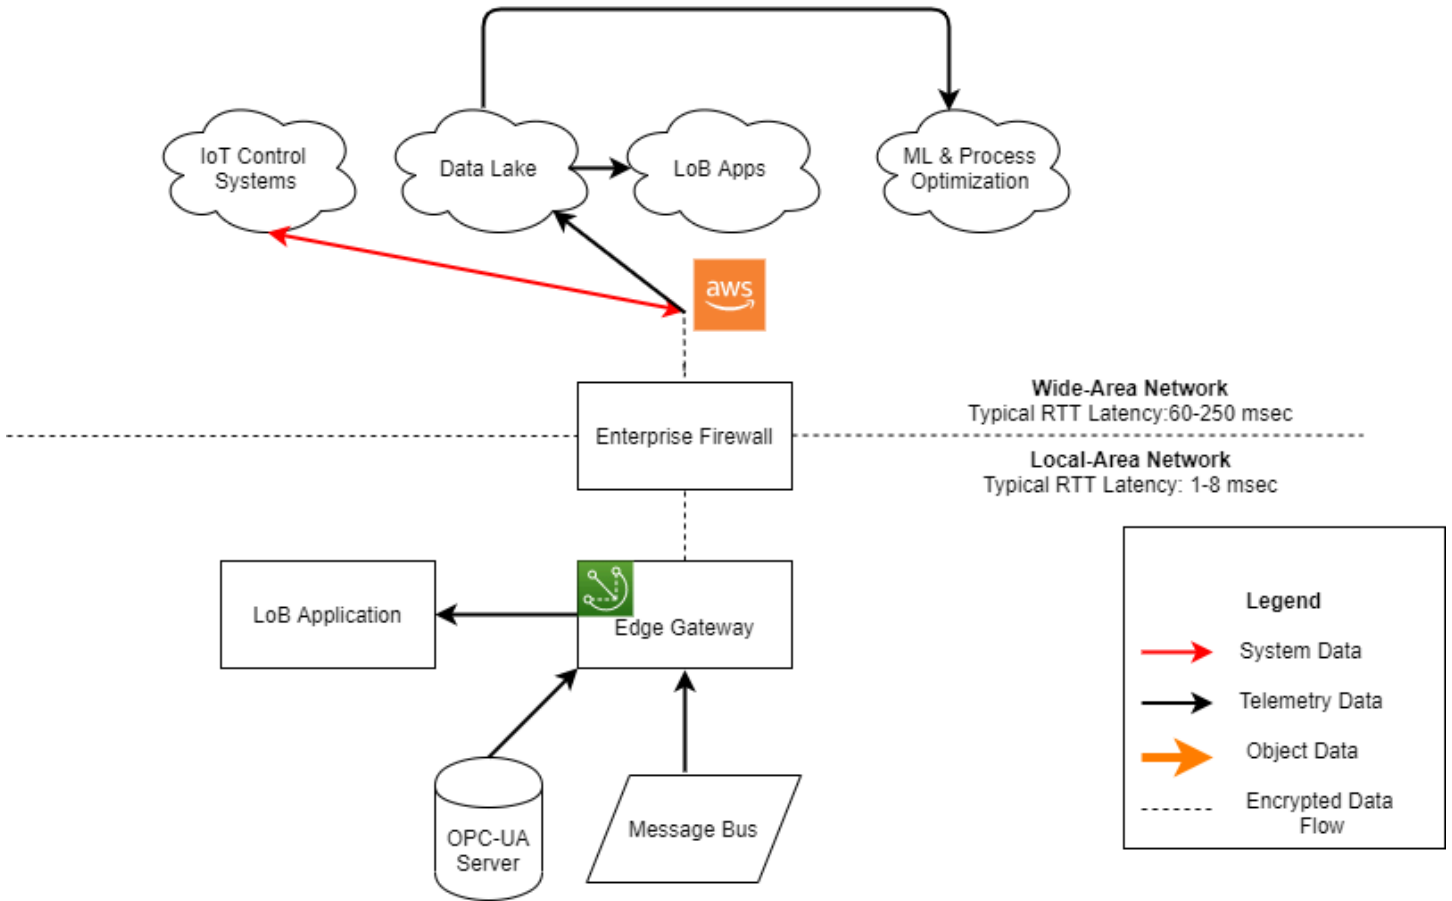 IoT Control
Systems
Data Lake
LoB Apps
ML & Process
Optimization
aws
Wide-Area Network
Typical RTT Latency:60-250 msec
Enterprise Firewall
Local-Area Network
Typical RTT Latency: 1-8 msec
LoB Application
Edge Gateway
OPC-UA
Server
Message Bus
Legend
System Data
Telemetry Data
Object Data
Encrypted Data
Flow